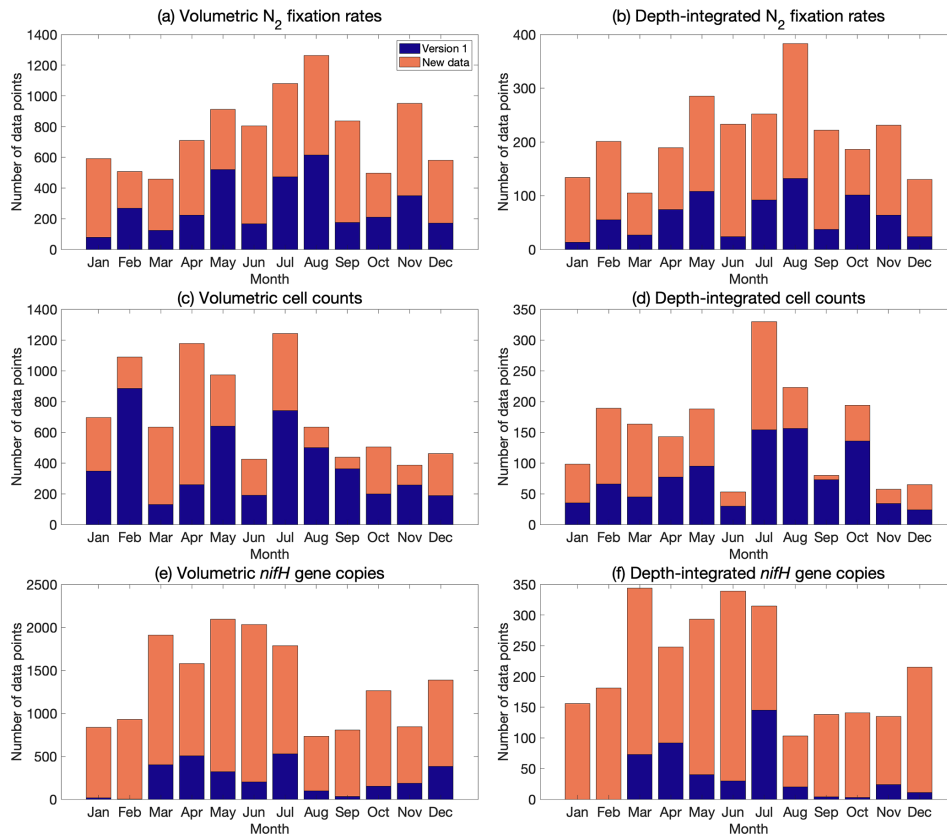 (a) Volumetric N2 fixation rates
1400
1200
1000
800
600
400
200
0
Number of data points
Version 1
New data
Jan Feb Mar Apr May Jun Jul Aug Sep Oct Nov Dec
Month
(b) Depth-integrated N2 fixation rates
400
300
200
100
0
Number of data points
Jan Feb Mar Apr May Jun Jul Aug Sep Oct Nov Dec
Month
(c) Volumetric cell counts
1400
1200
1000
800
600
400
200
0
Number of data points
Jan Feb Mar Apr May Jun Jul Aug Sep Oct Nov Dec
Month
(d) Depth-integrated cell counts
350
300
250
200
150
100
50
0
Number of data points
Jan Feb Mar Apr May Jun Jul Aug Sep Oct Nov Dec
Month
(e) Volumetric nifH gene copies
2500
2000
1500
1000
500
0
Number of data points
Jan Feb Mar Apr May Jun Jul Aug Sep Oct Nov Dec
Month
(f) Depth-integrated nifH gene copies
350
300
250
200
150
100
50
0
Number of data points
Jan Feb Mar Apr May Jun Jul Aug Sep Oct Nov Dec
Month